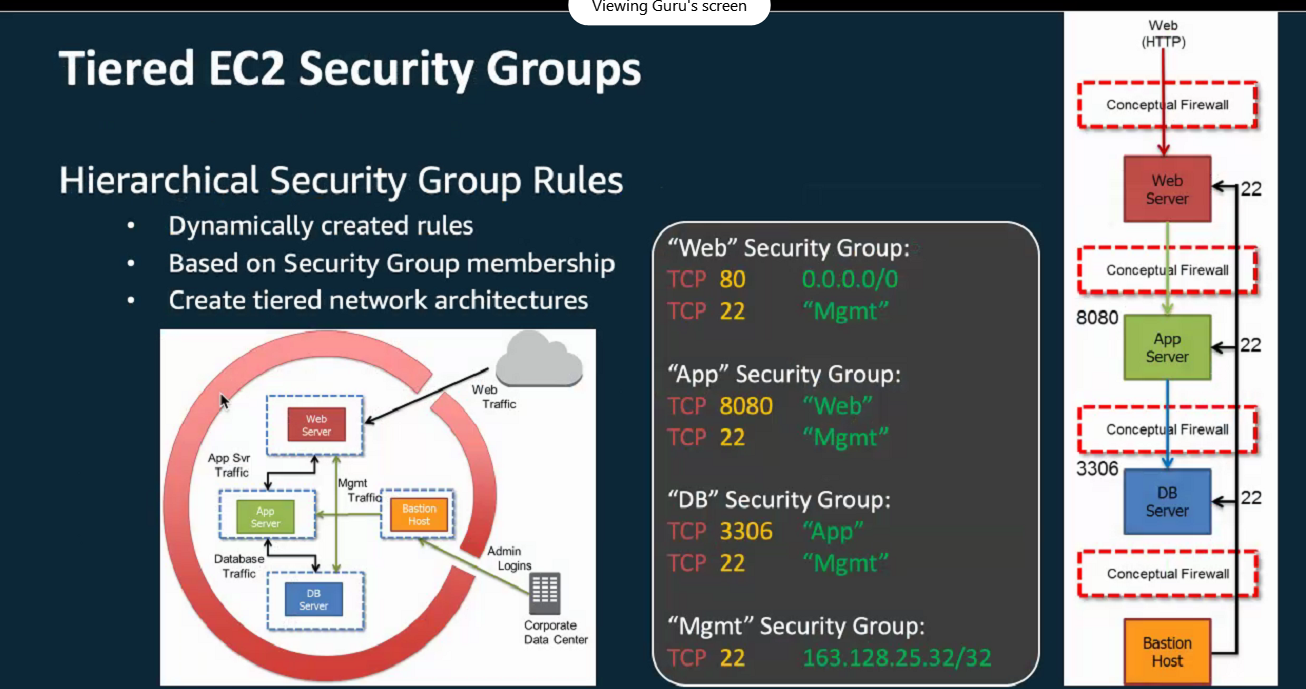 Viewing Guru's screen
Tiered EC2 Security Groups
Hierarchical Security Group Rules
• Dynamically created rules
• Based on Security Group membership
• Create tiered network architectures
Web
Traffic
Web
Server
App Svr
Traffic
Mgmt
Traffic
App
Server
Bastion
Host
Database
Traffic
Admin
Logins
DB
Server
Corporate
Data Center
“Web” Security Group:
TCP 80 0.0.0.0/0
TCP 22 “Mgmt”
“App” Security Group:
TCP 8080 “Web”
TCP 22 “Mgmt”
“DB” Security Group:
TCP 3306 “App”
TCP 22 “Mgmt”
“Mgmt” Security Group:
TCP 22 163.128.25.32/32
Web
(HTTP)
Conceptual Firewall
Web
Server
22
Conceptual Firewall
8080
App
Server
22
Conceptual Firewall
3306
DB
Server
22
Conceptual Firewall
Bastion
Host